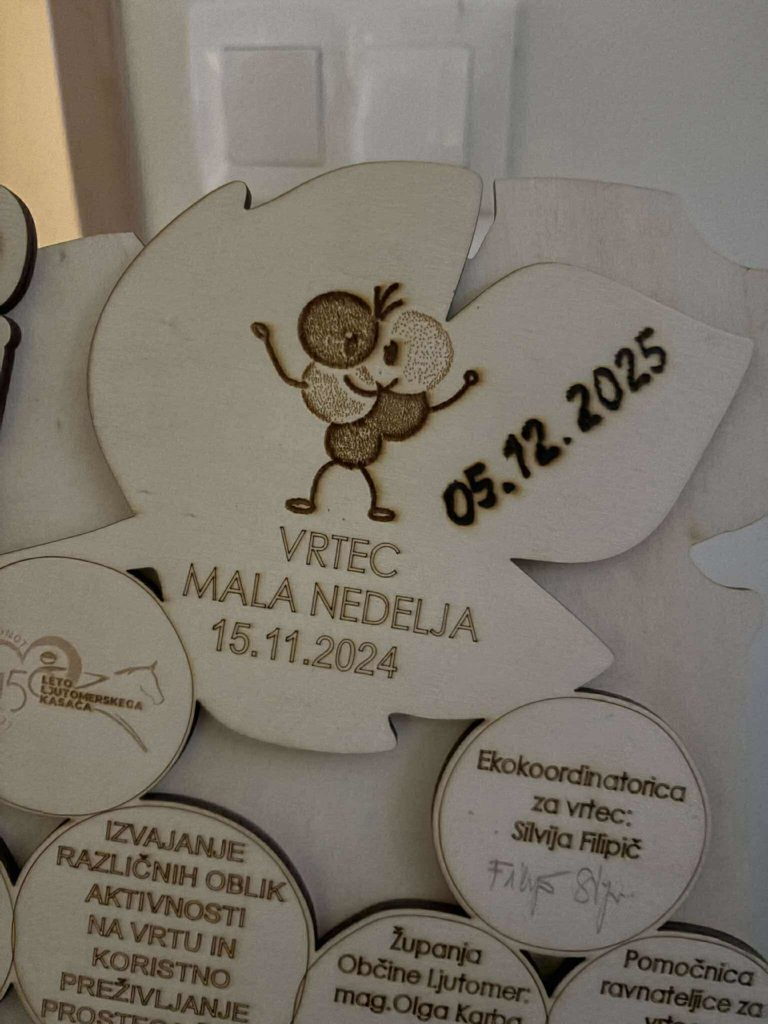 05.12.2025
VRTEC
MALA NEDELJA
15.11.2024
LETO
LJUTOMERSKEGA
KASAČA
Ekokoordinatorica
za vrtec:
Silvija Filipič
IZVAJANJE
RAZLIČNIH OBLIK
AKTIVNOSTI
NA VRTU IN
KORISTNO
PREŽIVLJANJE
Županja
Občine Ljutomer:
mag.Olga Karba
Pomočnica
ravnateljice za